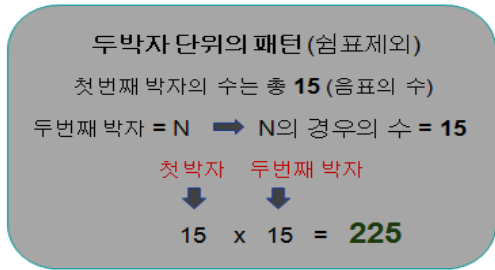 두박자 단위의 패턴 (쉼표제외)
첫번째 박자의 수는 총 15 (음표의 수)
두번째 박자 = N ➡ N의 경우의 수 = 15
첫박자 두번째 박자
15 x 15 = 225